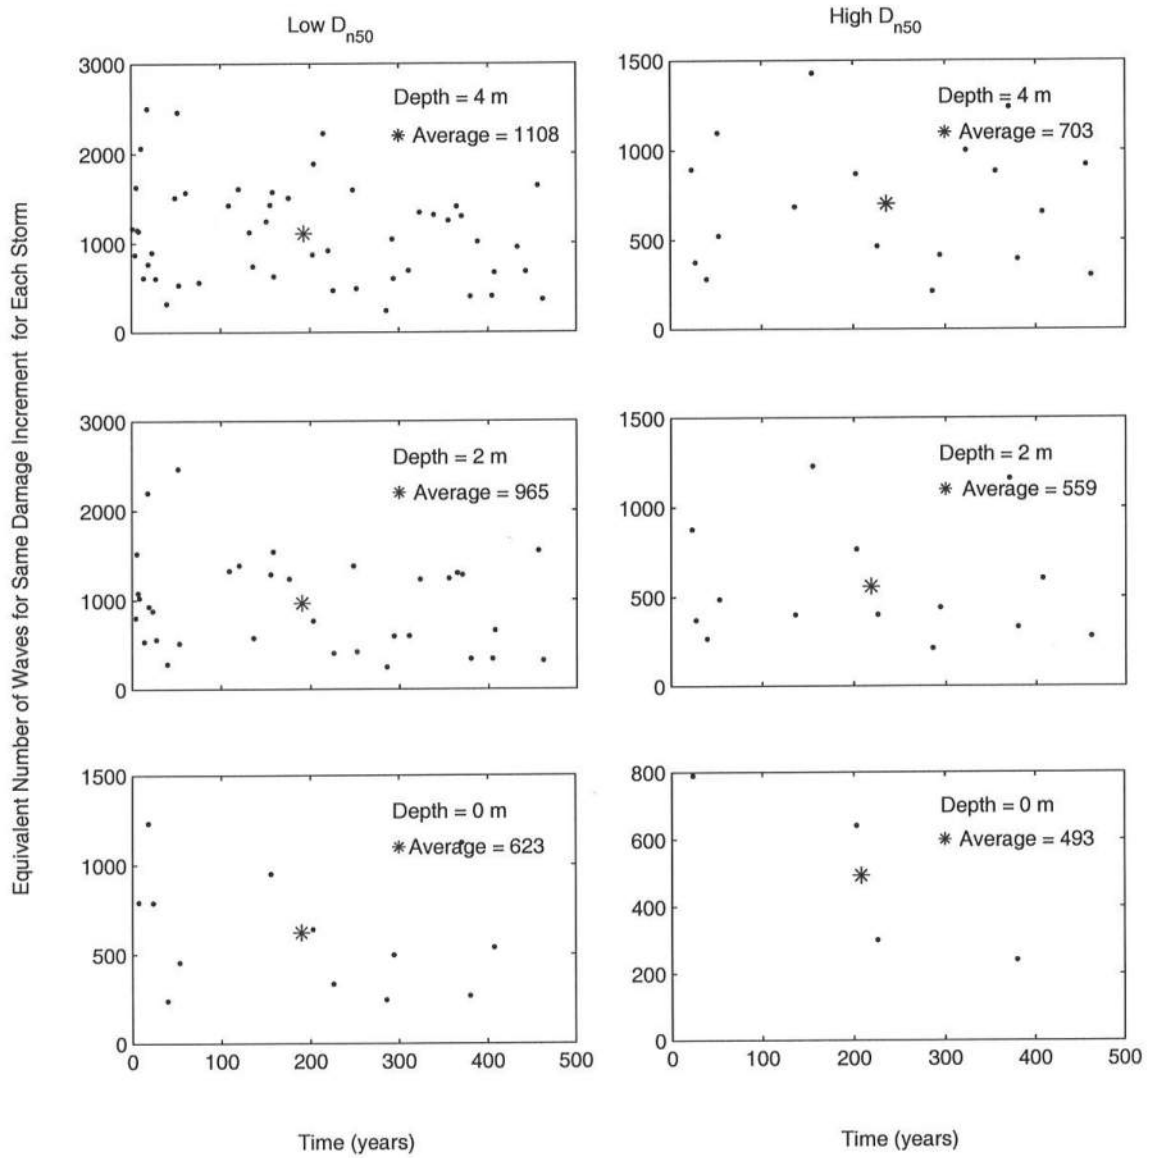 Low Dn50
High Dn50
Equivalent Number of Waves for Same Damage Increment for Each Storm
3000
2000
1000
0
Depth = 4 m
* Average = 1108
1500
1000
500
0
Depth = 4 m
* Average = 703
3000
2000
1000
0
Depth = 2 m
* Average = 965
1500
1000
500
0
Depth = 2 m
* Average = 559
1500
1000
500
0
Depth = 0 m
* Average = 623
0 100 200 300 400 500
Time (years)
800
600
400
200
0
Depth = 0 m
* Average = 493
0 100 200 300 400 500
Time (years)